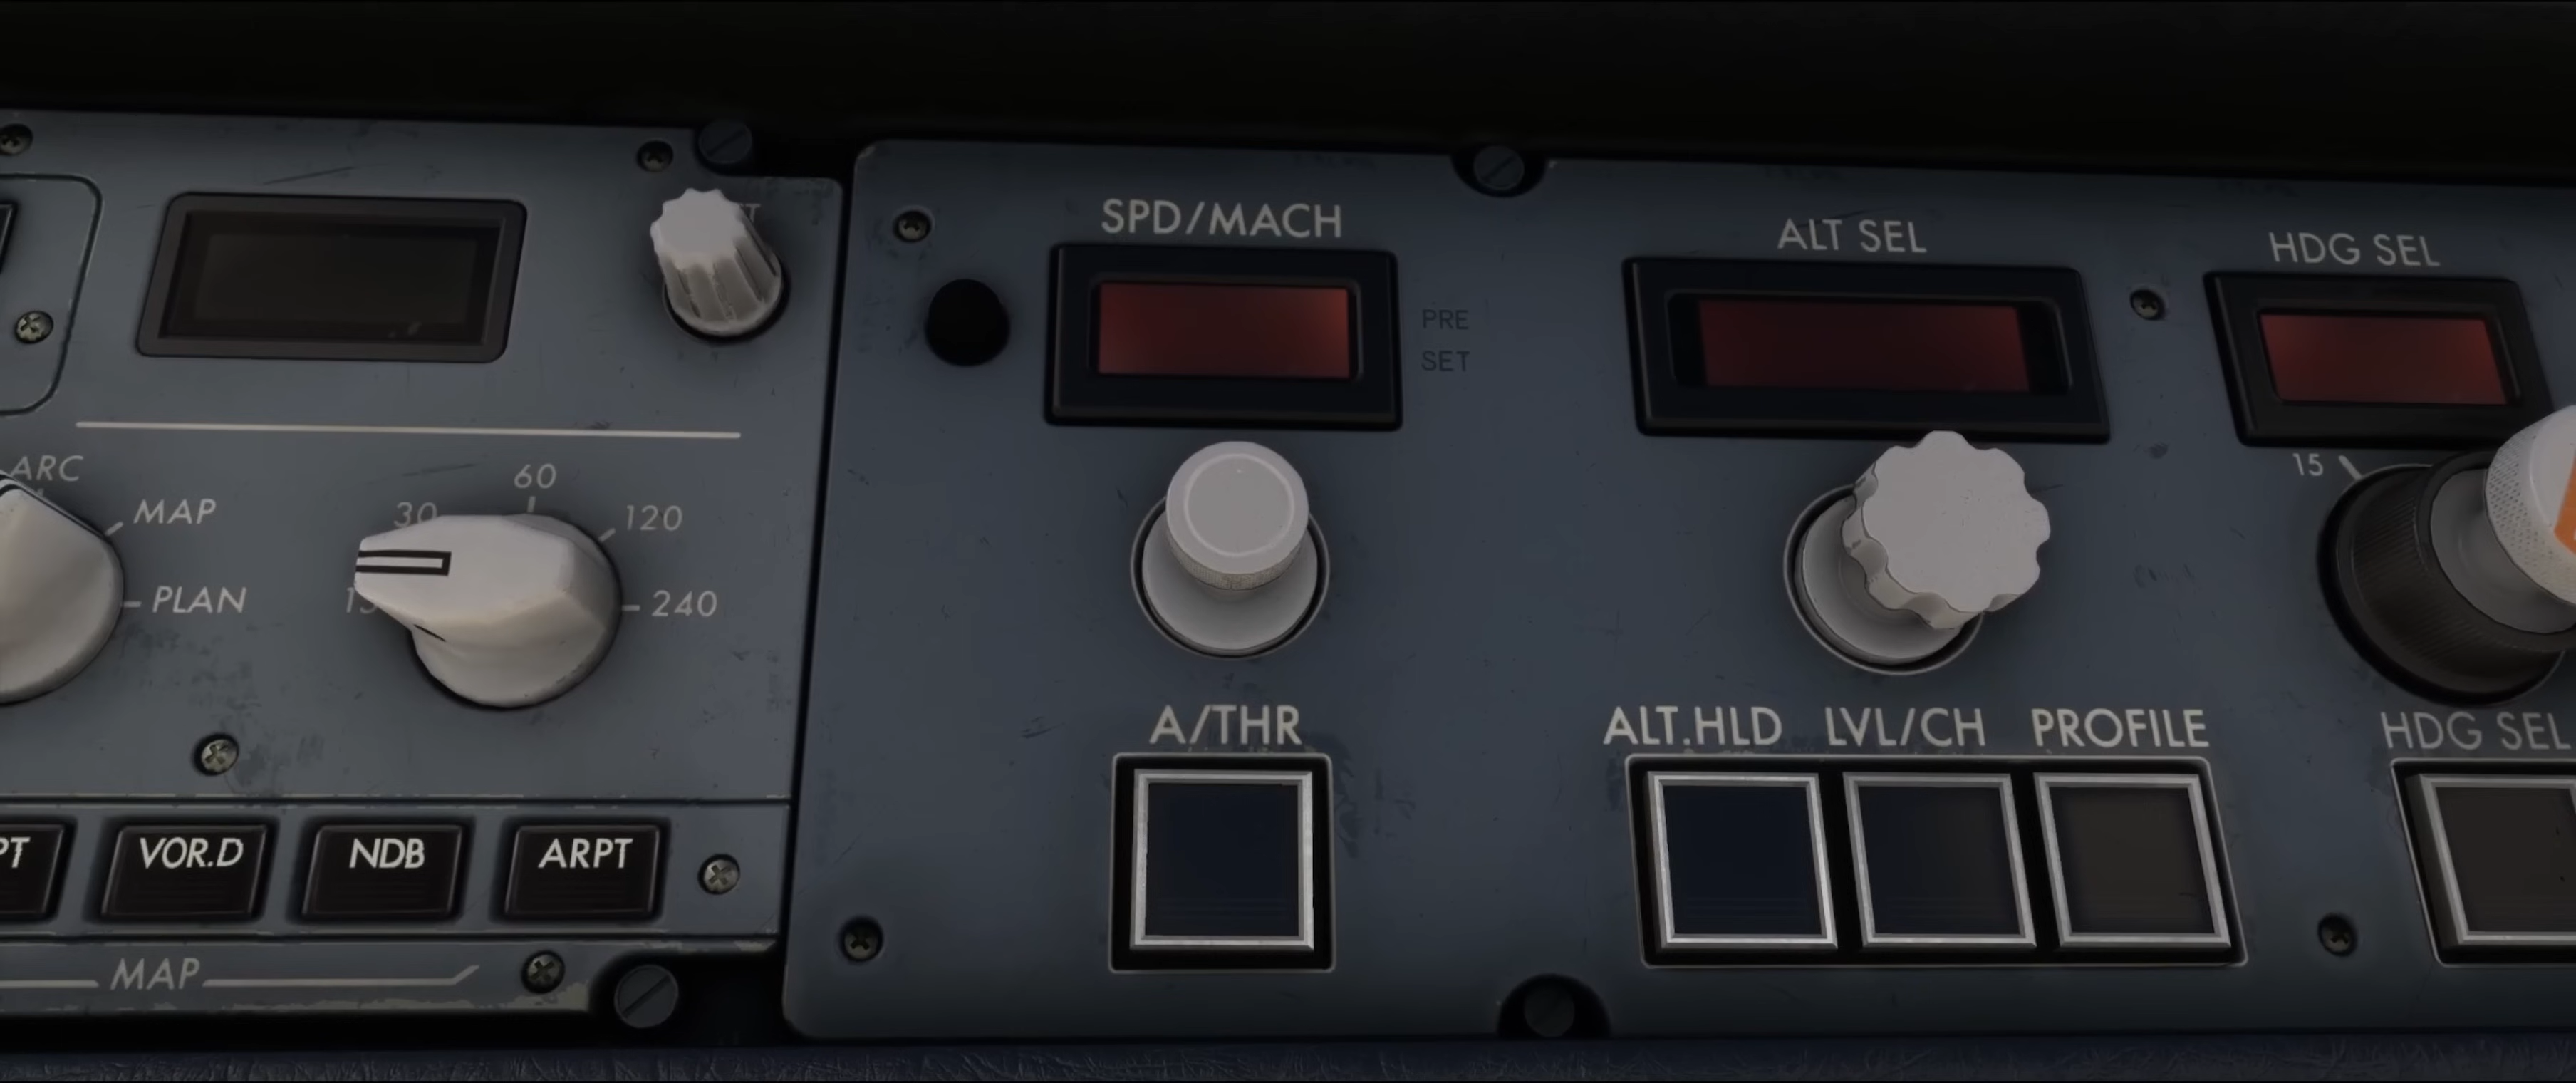 SPD/MACH
ALT SEL
HDG SEL
PRE
SET
ARC
MAP
PLAN
30
60
120
240
15
A/THR
ALT.HLD
LVL/CH
PROFILE
HDG SEL
VOR.D
NDB
ARPT
MAP